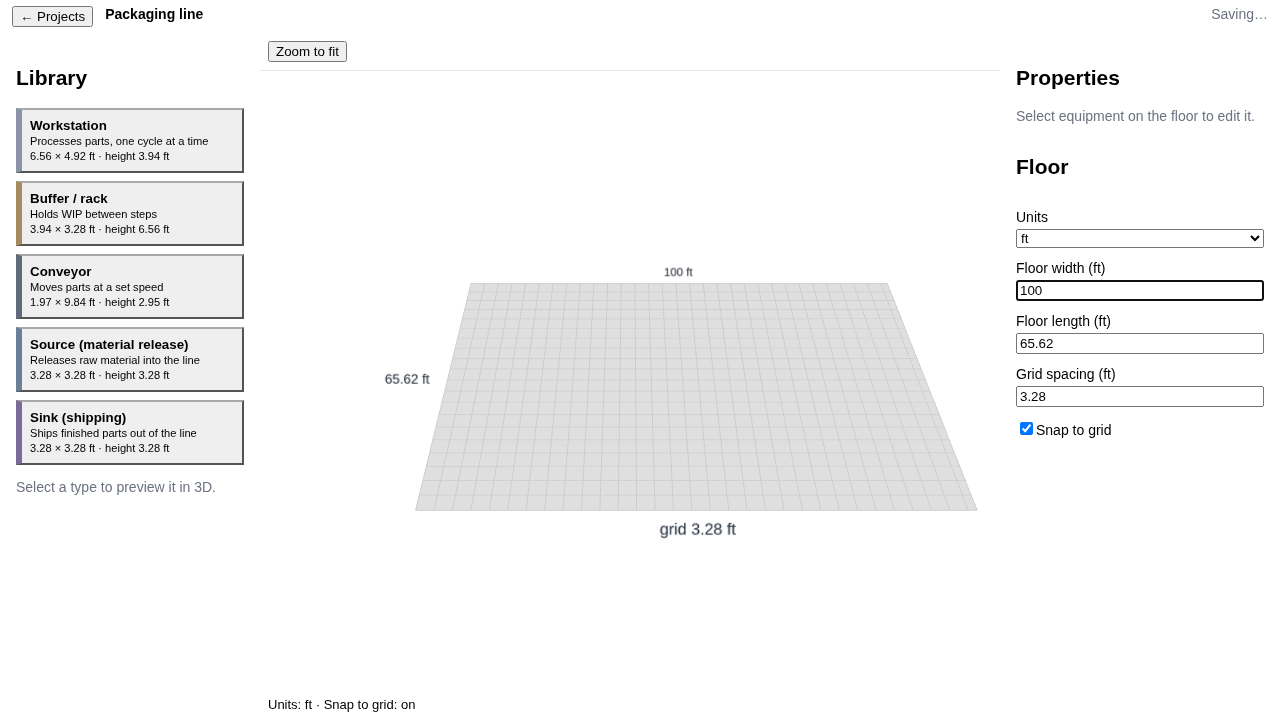 ← Projects
Packaging line
Saving…
Zoom to fit
Library
Workstation
Processes parts, one cycle at a time
6.56 × 4.92 ft · height 3.94 ft
Buffer / rack
Holds WIP between steps
3.94 × 3.28 ft · height 6.56 ft
Conveyor
Moves parts at a set speed
1.97 × 9.84 ft · height 2.95 ft
Source (material release)
Releases raw material into the line
3.28 × 3.28 ft · height 3.28 ft
Sink (shipping)
Ships finished parts out of the line
3.28 × 3.28 ft · height 3.28 ft
Select a type to preview it in 3D.
100 ft
65.62 ft
grid 3.28 ft
Units: ft · Snap to grid: on
Properties
Select equipment on the floor to edit it.
Floor
Units
ft
Floor width (ft)
100
Floor length (ft)
65.62
Grid spacing (ft)
3.28
Snap to grid